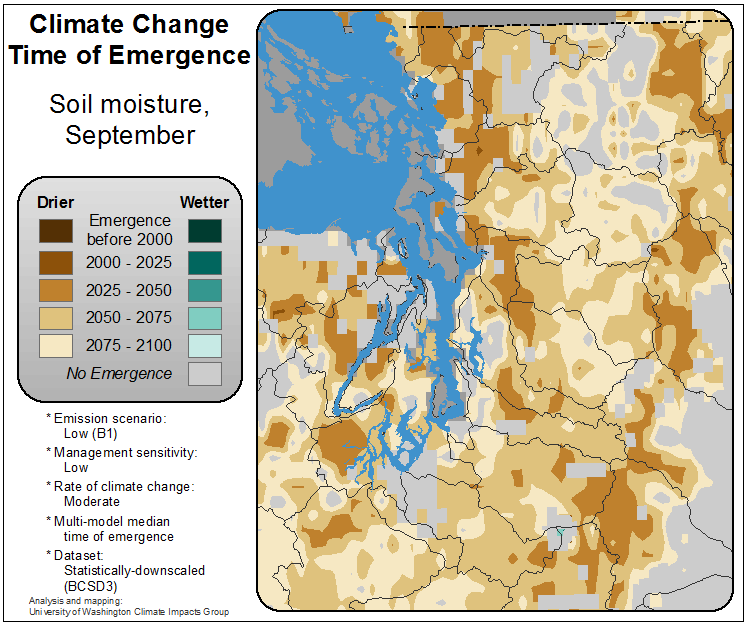 Climate Change
Time of Emergence
Soil moisture,
September
Drier
Wetter
Emergence
before 2000
2000 - 2025
2025 - 2050
2050 - 2075
2075 - 2100
No Emergence
* Emission scenario:
Low (B1)
* Management sensitivity:
Low
* Rate of climate change:
Moderate
* Multi-model median
time of emergence
* Dataset:
Statistically-downscaled
(BCSD3)
Analysis and mapping:
University of Washington Climate Impacts Group